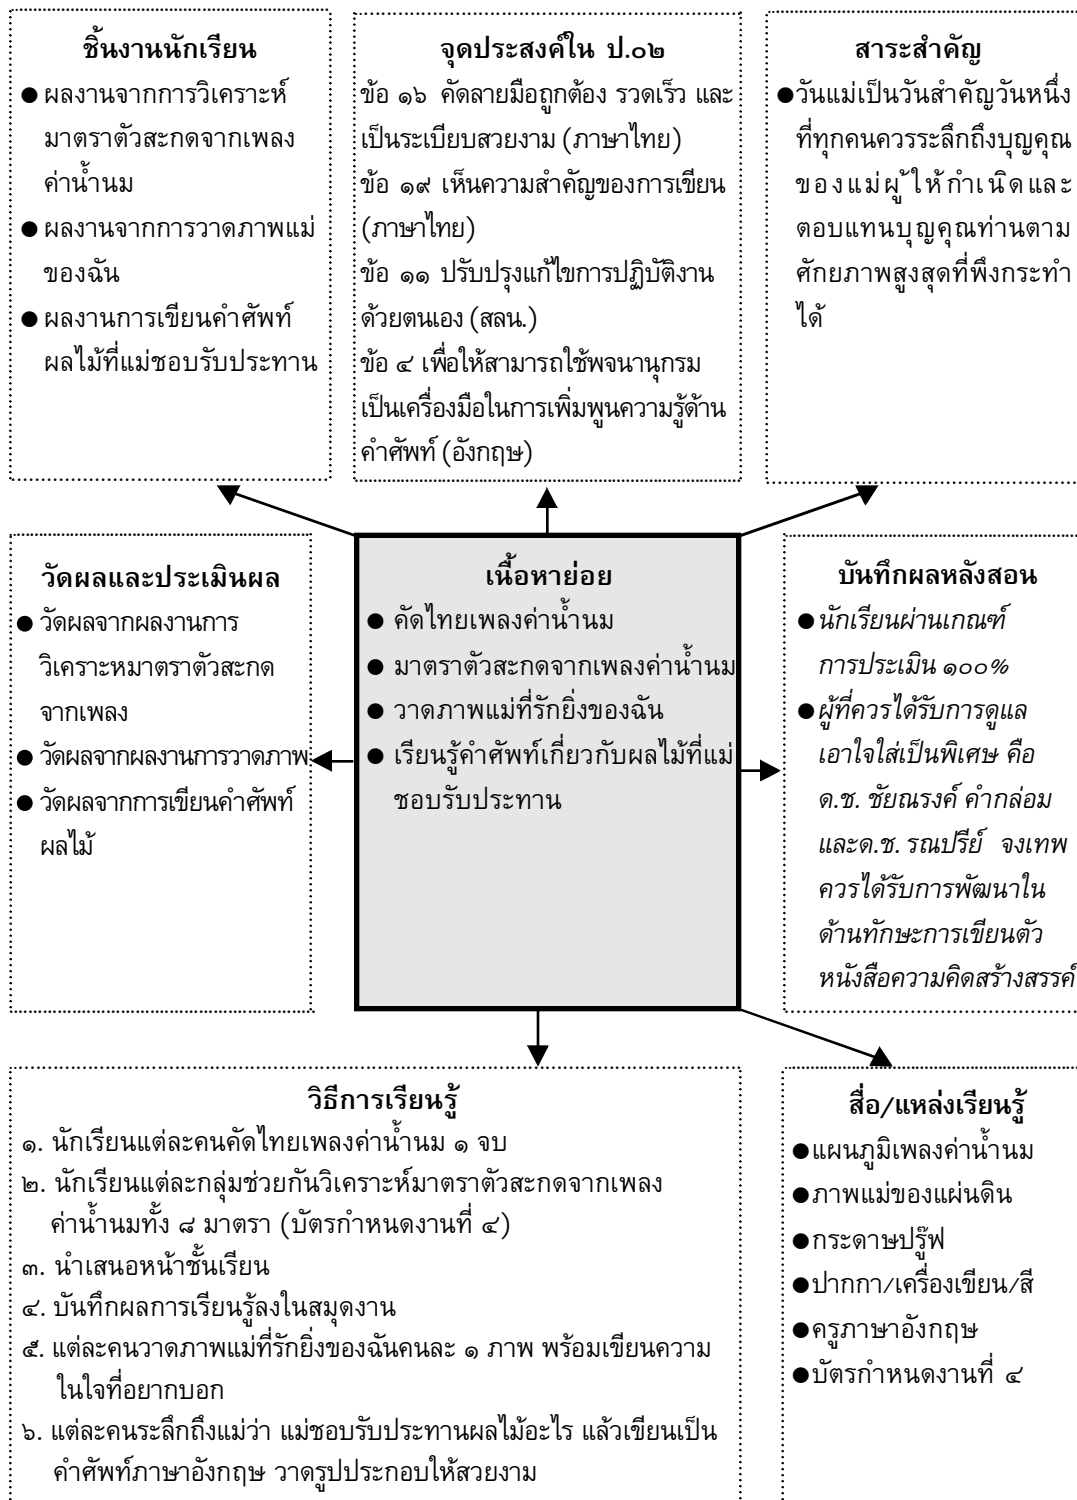 ชิ้นงานนักเรียน
● ผลงานจากการวิเคราะห์
มาตราตัวสะกดจากเพลง
ค่าน้ำนม
● ผลงานจากการวาดภาพแม่
ของฉัน
● ผลงานการเขียนคำศัพท์
ผลไม้ที่แม่ชอบรับประทาน
จุดประสงค์ใน ป.๐๒
ข้อ ๑๖ คัดลายมือถูกต้อง รวดเร็ว และ
เป็นระเบียบสวยงาม (ภาษาไทย)
ข้อ ๑๙ เห็นความสำคัญของการเขียน
(ภาษาไทย)
ข้อ ๑๑ ปรับปรุงแก้ไขการปฏิบัติงาน
ด้วยตนเอง (สลน.)
ข้อ ๔ เพื่อให้สามารถใช้พจนานุกรม
เป็นเครื่องมือในการเพิ่มพูนความรู้ด้าน
คำศัพท์ (อังกฤษ)
สาระสำคัญ
● วันแม่เป็นวันสำคัญวันหนึ่ง
ที่ทุกคนควรระลึกถึงบุญคุณ
ของแม่ผู้ให้กำเนิดและ
ตอบแทนบุญคุณท่านตาม
ศักยภาพสูงสุดที่พึงกระทำ
ได้
วัดผลและประเมินผล
● วัดผลจากผลงานการ
วิเคราะหมาตราตัวสะกด
จากเพลง
● วัดผลจากผลงานการวาดภาพ
● วัดผลจากการเขียนคำศัพท์
ผลไม้
เนื้อหาย่อย
● คัดไทยเพลงค่าน้ำนม
● มาตราตัวสะกดจากเพลงค่าน้ำนม
● วาดภาพแม่ที่รักยิ่งของฉัน
● เรียนรู้คำศัพท์เกี่ยวกับผลไม้ที่แม่
ชอบรับประทาน
บันทึกผลหลังสอน
● นักเรียนผ่านเกณฑ์
การประเมิน ๑๐๐%
● ผู้ที่ควรได้รับการดูแล
เอาใจใส่เป็นพิเศษ คือ
ด.ช. ชัยณรงค์ คำกล่อม
และด.ช. รณปรีย์ จงเทพ
ควรได้รับการพัฒนาใน
ด้านทักษะการเขียนตัว
หนังสือความคิดสร้างสรรค์
วิธีการเรียนรู้
๑. นักเรียนแต่ละคนคัดไทยเพลงค่าน้ำนม ๑ จบ
๒. นักเรียนแต่ละกลุ่มช่วยกันวิเคราะห์มาตราตัวสะกดจากเพลง
ค่าน้ำนมทั้ง ๘ มาตรา (บัตรกำหนดงานที่ ๔)
๓. นำเสนอหน้าชั้นเรียน
๔. บันทึกผลการเรียนรู้ลงในสมุดงาน
๕. แต่ละคนวาดภาพแม่ที่รักยิ่งของฉันคนละ ๑ ภาพ พร้อมเขียนความ
ในใจที่อยากบอก
๖. แต่ละคนระลึกถึงแม่ว่า แม่ชอบรับประทานผลไม้อะไร แล้วเขียนเป็น
คำศัพท์ภาษาอังกฤษ วาดรูปประกอบให้สวยงาม
สื่อ/แหล่งเรียนรู้
● แผนภูมิเพลงค่าน้ำนม
● ภาพแม่ของแผ่นดิน
● กระดาษปรู๊ฟ
● ปากกา/เครื่องเขียน/สี
● ครูภาษาอังกฤษ
● บัตรกำหนดงานที่ ๔